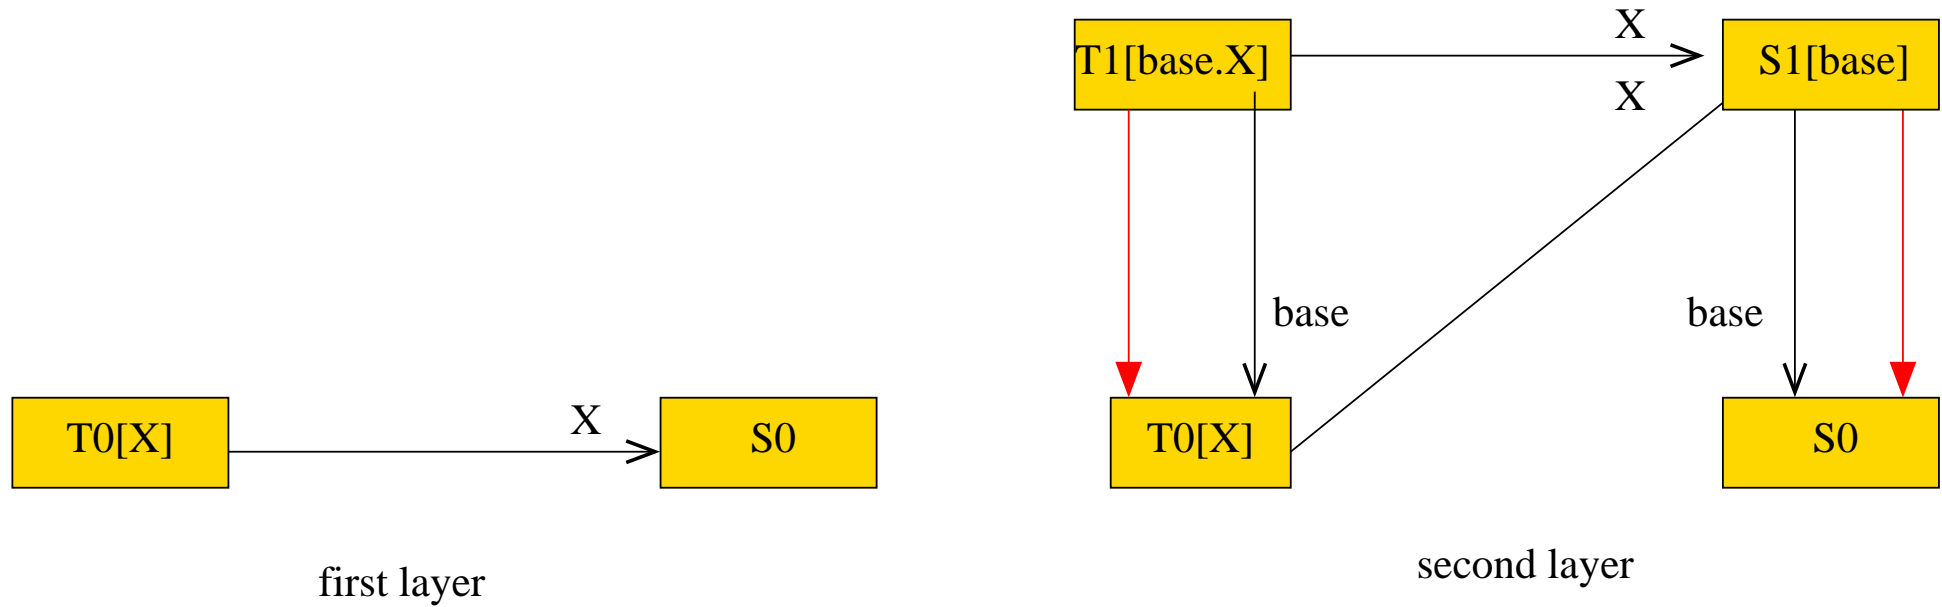 T0[X]
X
S0
first layer
T1[base.X]
X
X
S1[base]
base
base
T0[X]
S0
second layer